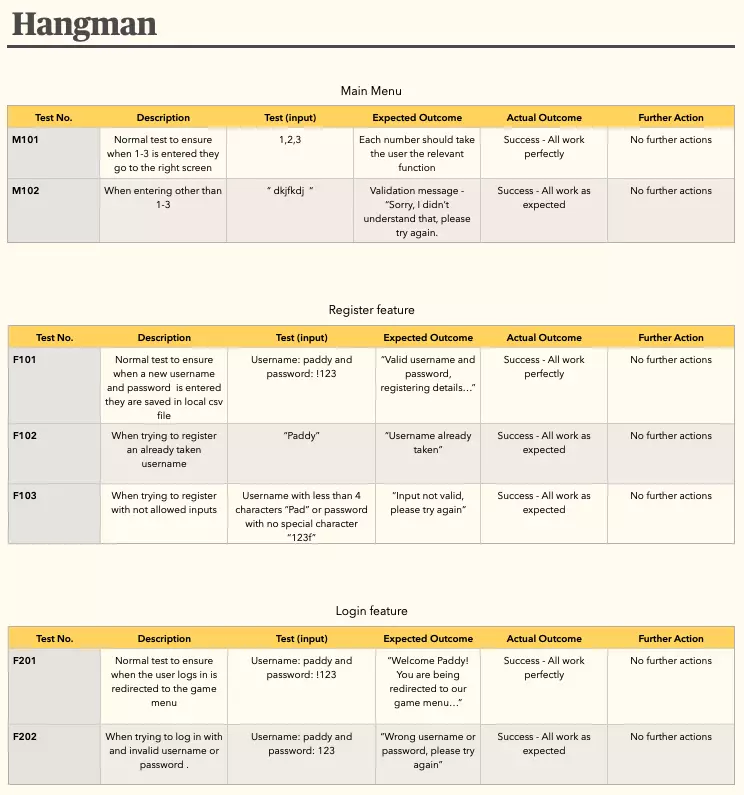 Hangman
Main Menu
Test No. Description Test (input) Expected Outcome Actual Outcome Further Action
M101 Normal test to ensure 1,2,3 Each number should take Success - All work No further actions
when 1-3 is entered they the user the relevant perfectly
go to the right screen function
M102 When entering other than “ dkjfkdj “ Validation message - Success - All work as No further actions
1-3 “Sorry, I didn’t expected
understand that, please
try again.
Register feature
Test No. Description Test (input) Expected Outcome Actual Outcome Further Action
F101 Normal test to ensure Username: paddy and “Valid username and Success - All work No further actions
when a new username password: !123 password, perfectly
and password is entered registering details…”
they are saved in local csv
file
F102 When trying to register “Paddy” “Username already Success - All work as No further actions
an already taken taken” expected
username
F103 When trying to register Username with less than 4 “Input not valid, Success - All work as No further actions
with not allowed inputs characters “Pad” or password please try again” expected
with no special character
“123f”
Login feature
Test No. Description Test (input) Expected Outcome Actual Outcome Further Action
F201 Normal test to ensure Username: paddy and “Welcome Paddy! Success - All work No further actions
when the user logs in is password: !123 You are being perfectly
redirected to the game redirected to our
menu game menu…”
F202 When trying to log in with Username: paddy and “Wrong username or Success - All work as No further actions
and invalid username or password: 123 password, please try expected
password . again”